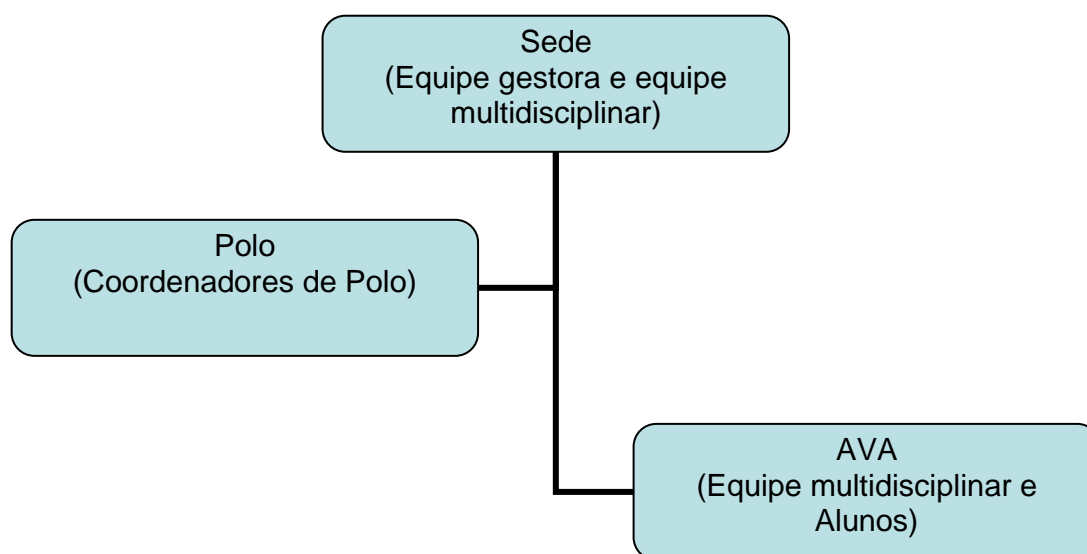 Sede
(Equipe gestora e equipe
multidisciplinar)
Polo
(Coordenadores de Polo)
AVA
(Equipe multidisciplinar e
Alunos)